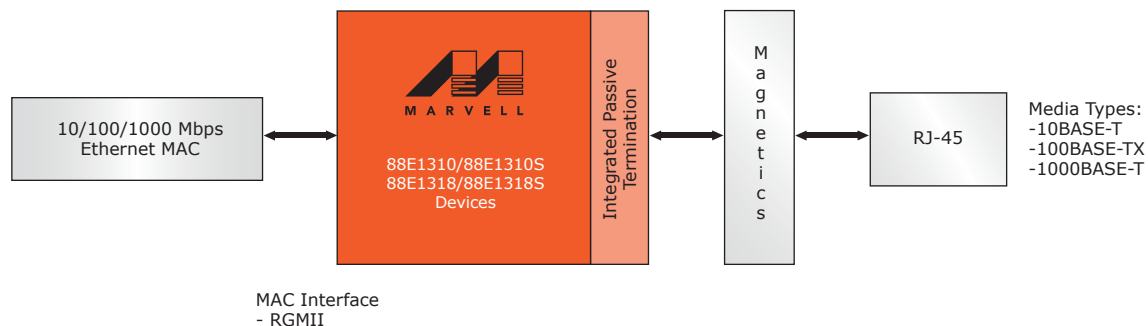 10/100/1000 Mbps
Ethernet MAC
MARVELL
88E1310/88E1310S
88E1318/88E1318S
Devices
Integrated Passive
Termination
Magnetics
RJ-45
Media Types:
-10BASE-T
-100BASE-TX
-1000BASE-T
MAC Interface
- RGMII